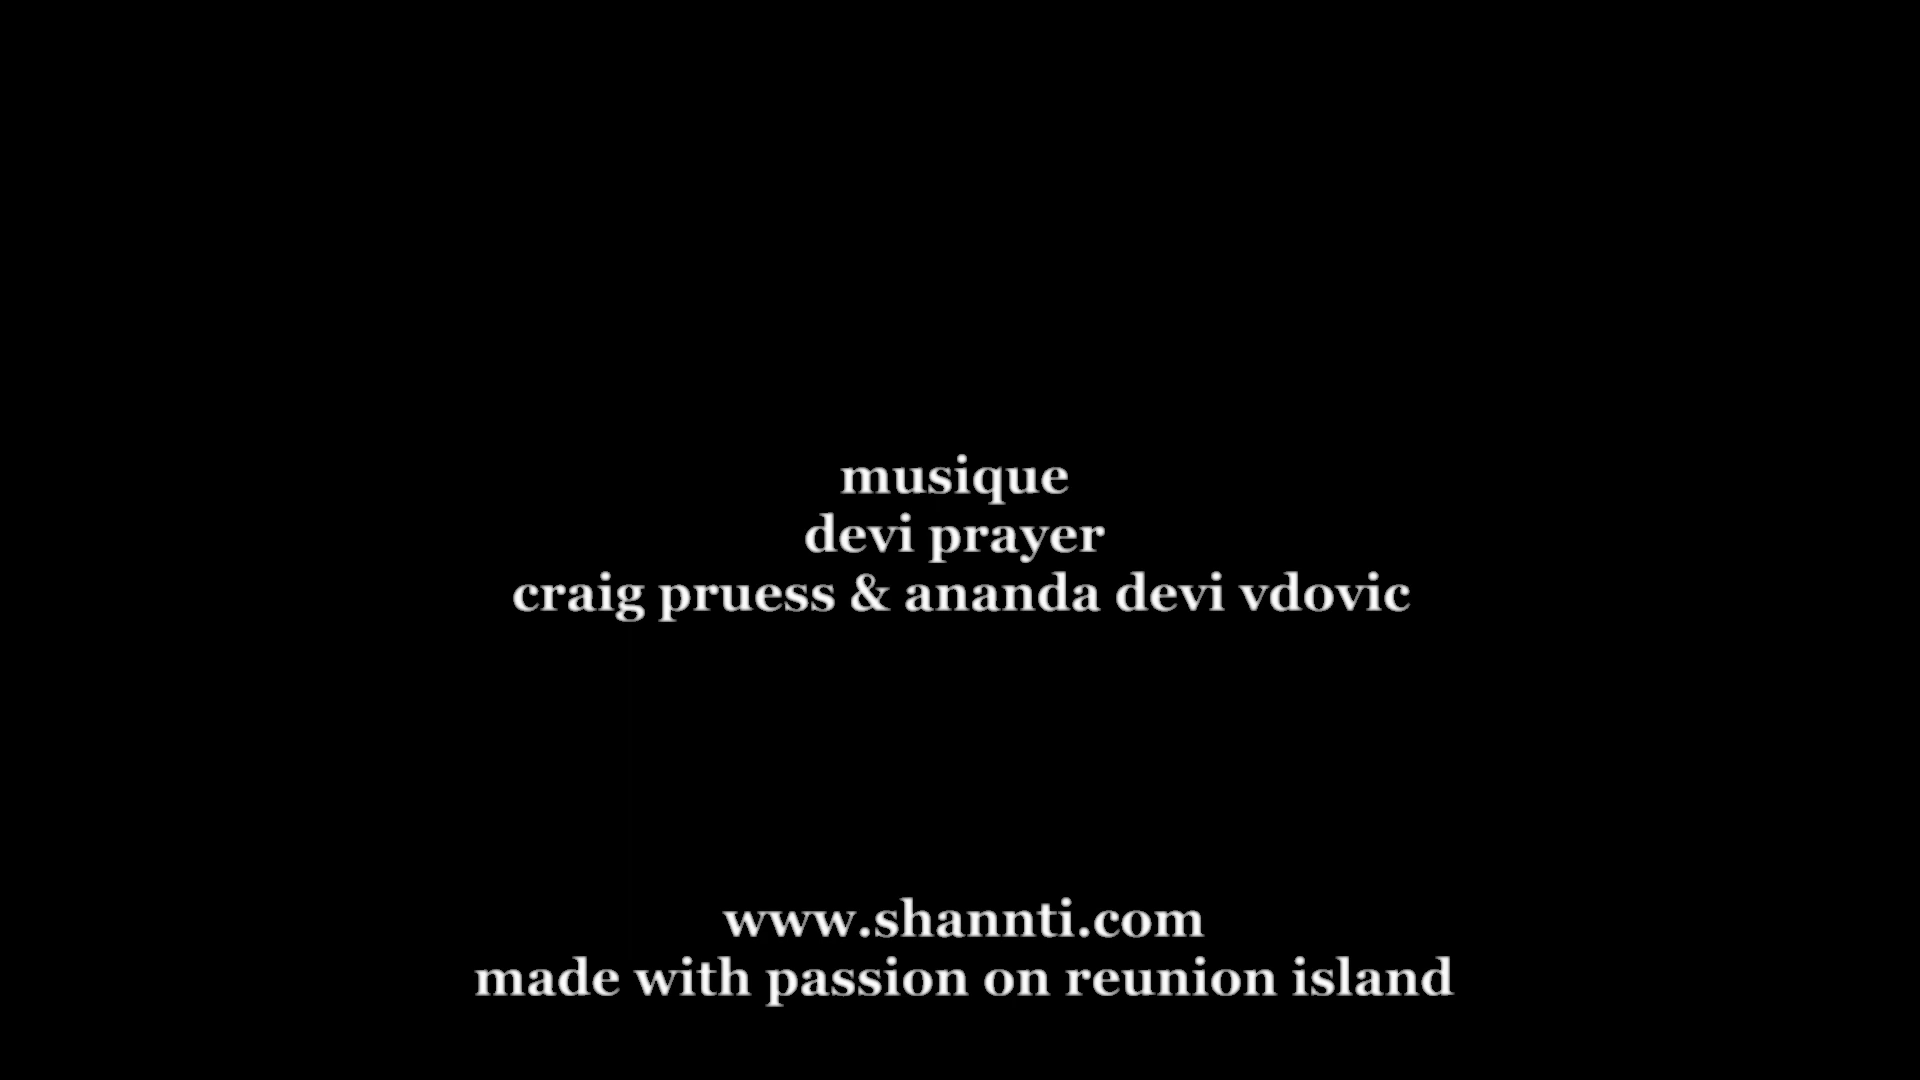 musique
devi prayer
craig pruess & ananda devi vdovic
www.shannti.com
made with passion on reunion island